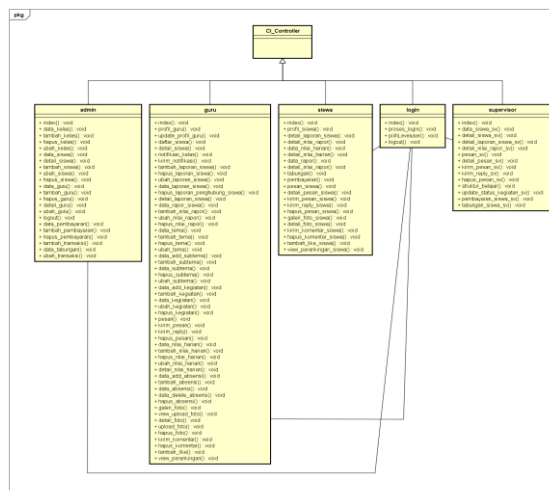 pkg
CI_Controller
admin
+ index() : void
+ data_kelas() : void
+ tambah_kelas() : void
+ hapus_kelas() : void
+ ubah_kelas() : void
+ data_siswa() : void
+ detail_siswa() : void
+ tambah_siswa() : void
+ ubah_siswa() : void
+ hapus_siswa() : void
+ data_guru() : void
+ tambah_guru() : void
+ hapus_guru() : void
+ detail_guru() : void
+ ubah_guru() : void
+ logout() : void
+ data_pembayaran() : void
+ tambah_pembayaran() : void
+ hapus_pembayaran() : void
+ tambah_transaksi() : void
+ data_tabungan() : void
+ ubah_transaksi() : void
guru
+ index() : void
+ profil_guru() : void
+ update_profil_guru() : void
+ daftar_siswa() : void
+ detail_siswa() : void
+ notifikasi_kelas() : void
+ kirim_notifikasi() : void
+ tambah_laporan_siswa() : void
+ hapus_laporan_siswa() : void
+ ubah_laporan_siswa() : void
+ data_laporan_siswa() : void
+ hapus_laporan_penghubung_siswa() : void
+ detail_laporan_siswa() : void
+ data_rapor_siswa() : void
+ tambah_nilai_rapor() : void
+ ubah_nilai_rapor() : void
+ hapus_nilai_rapor() : void
+ data_tema() : void
+ tambah_tema() : void
+ hapus_tema() : void
+ ubah_tema() : void
+ data_add_subtema() : void
+ tambah_subtema() : void
+ data_subtema() : void
+ hapus_subtema() : void
+ ubah_subtema() : void
+ data_add_kegiatan() : void
+ tambah_kegiatan() : void
+ data_kegiatan() : void
+ ubah_kegiatan() : void
+ hapus_kegiatan() : void
+ pesan() : void
+ kirim_pesan() : void
+ kirim_reply() : void
+ hapus_pesan() : void
+ data_nilai_harian() : void
+ tambah_nilai_harian() : void
+ hapus_nilai_harian() : void
+ ubah_nilai_harian() : void
+ detail_nilai_harian() : void
+ data_add_absensi() : void
+ tambah_absensi() : void
+ data_absensi() : void
+ data_delete_absensi() : void
+ hapus_absensi() : void
+ galeri_foto() : void
+ view_upload_foto() : void
+ detail_foto() : void
+ upload_foto() : void
+ hapus_foto() : void
+ kirim_komentar() : void
+ hapus_komentar() : void
+ tambah_like() : void
+ view_perankingan() : void
siswa
+ index() : void
+ profil_siswa() : void
+ detail_laporan_siswa() : void
+ detail_nilai_rapor() : void
+ data_nilai_harian() : void
+ detail_nilai_harian() : void
+ data_rapor() : void
+ detail_nilai_rapor() : void
+ tabungan() : void
+ pembayaran() : void
+ pesan_siswa() : void
+ detail_pesan_siswa() : void
+ kirim_pesan_siswa() : void
+ kirim_reply_siswa() : void
+ hapus_pesan_siswa() : void
+ galeri_foto_siswa() : void
+ detail_foto_siswa() : void
+ kirim_komentar_siswa() : void
+ hapus_komentar_siswa() : void
+ tambah_like_siswa() : void
+ view_perankingan_siswa() : void
login
+ index() : void
+ proses_login() : void
+ pilihLeveluser() : void
+ logout() : void
supervisor
+ index() : void
+ data_siswa_sv() : void
+ detail_siswa_sv() : void
+ detail_laporan_siswa_sv() : void
+ detail_nilai_rapor_sv() : void
+ pesan_sv() : void
+ detail_pesan_sv() : void
+ kirim_pesan_sv() : void
+ kirim_reply_sv() : void
+ hapus_pesan_sv() : void
+ struktur_belajar() : void
+ update_status_kegiatan_sv() : void
+ pembayaran_siswa_sv() : void
+ tabungan_siswa_sv() : void